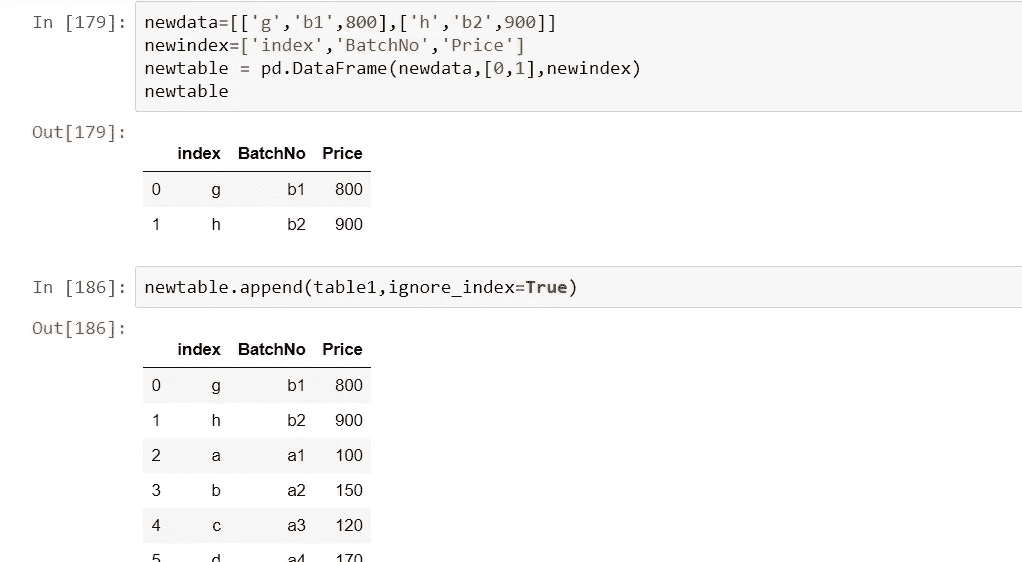 In [179]: newdata=[['g','b1',800],['h','b2',900]]
newindex=['index','BatchNo','Price']
newtable = pd.DataFrame(newdata,[0,1],newindex)
newtable
Out[179]:
index BatchNo Price
0 g b1 800
1 h b2 900
In [186]: newtable.append(table1,ignore_index=True)
Out[186]:
index BatchNo Price
0 g b1 800
1 h b2 900
2 a a1 100
3 b a2 150
4 c a3 120
5 d a4 170